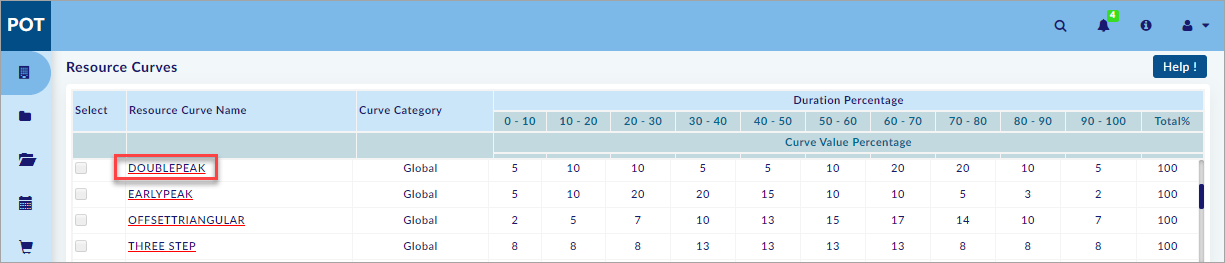 POT
4
Resource Curves
Help !
Select Resource Curve Name Curve Category Duration Percentage
0 - 10 10 - 20 20 - 30 30 - 40 40 - 50 50 - 60 60 - 70 70 - 80 80 - 90 90 - 100 Total%
Curve Value Percentage
DOUBLEPEAK Global 5 10 10 5 5 10 20 20 10 5 100
EARLYPEAK Global 5 10 20 20 15 10 10 5 3 2 100
OFFSETTRIANGULAR Global 2 5 7 10 13 15 17 14 10 7 100
THREE STEP Global 8 8 8 13 13 13 13 8 8 8 100